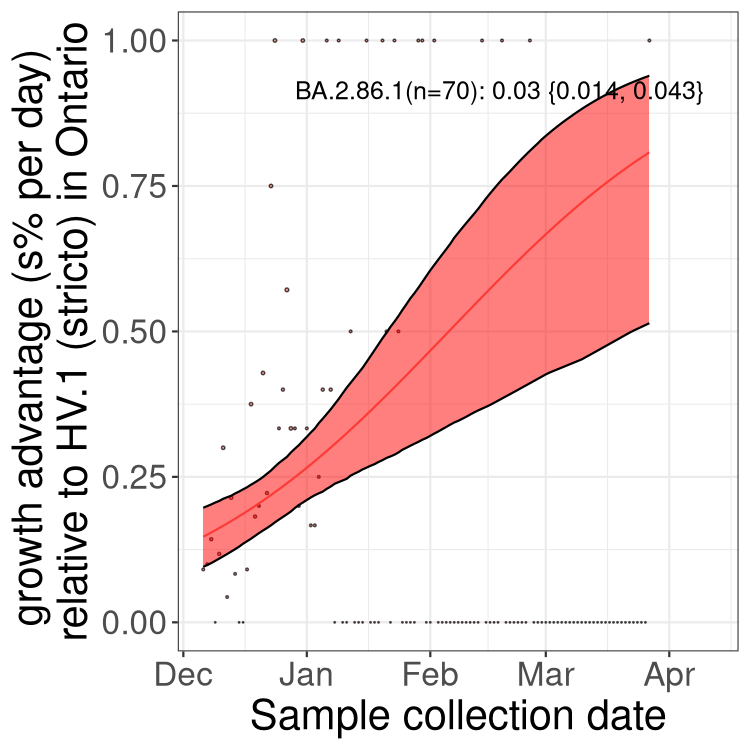 growth advantage (s% per day)
relative to HV.1 (stricto) in Ontario
1.00
0.75
0.50
0.25
0.00
BA.2.86.1(n=70): 0.03 {0.014, 0.043}
Dec Jan Feb Mar Apr
Sample collection date